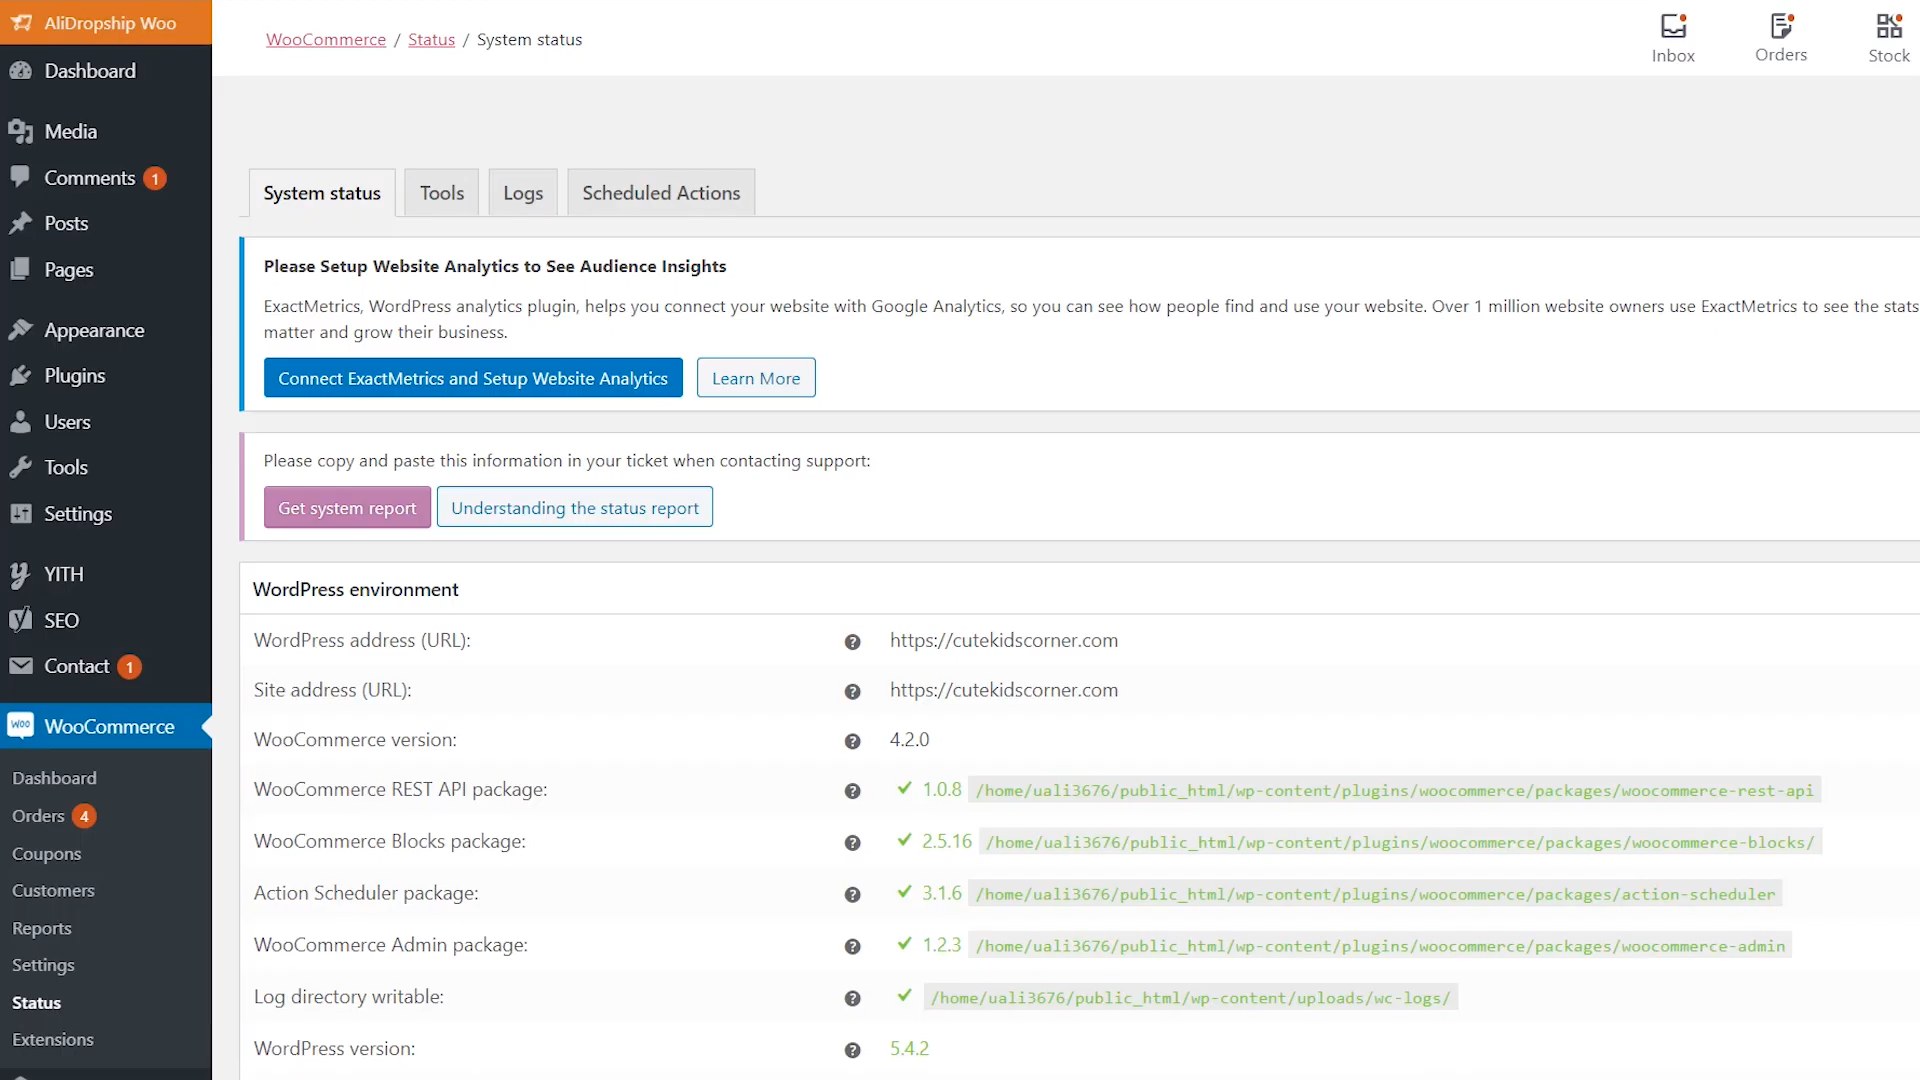 AliDropship Woo
Dashboard
Media
Comments 1
Posts
Pages
Appearance
Plugins
Users
Tools
Settings
YITH
SEO
Contact 1
woo WooCommerce
Dashboard
Orders 4
Coupons
Customers
Reports
Settings
Status
Extensions
WooCommerce / Status / System status
Inbox
Orders
Stock
System status
Tools
Logs
Scheduled Actions
Please Setup Website Analytics to See Audience Insights
ExactMetrics, WordPress analytics plugin, helps you connect your website with Google Analytics, so you can see how people find and use your website. Over 1 million website owners use ExactMetrics to see the stats
matter and grow their business.
Connect ExactMetrics and Setup Website Analytics
Learn More
Please copy and paste this information in your ticket when contacting support:
Get system report
Understanding the status report
WordPress environment
WordPress address (URL): ? https://cutekidscorner.com
Site address (URL): ? https://cutekidscorner.com
WooCommerce version: ? 4.2.0
WooCommerce REST API package: ? ✔ 1.0.8 /home/uali3676/public_html/wp-content/plugins/woocommerce/packages/woocommerce-rest-api
WooCommerce Blocks package: ? ✔ 2.5.16 /home/uali3676/public_html/wp-content/plugins/woocommerce/packages/woocommerce-blocks/
Action Scheduler package: ? ✔ 3.1.6 /home/uali3676/public_html/wp-content/plugins/woocommerce/packages/action-scheduler
WooCommerce Admin package: ? ✔ 1.2.3 /home/uali3676/public_html/wp-content/plugins/woocommerce/packages/woocommerce-admin
Log directory writable: ? ✔ /home/uali3676/public_html/wp-content/uploads/wc-logs/
WordPress version: ? 5.4.2